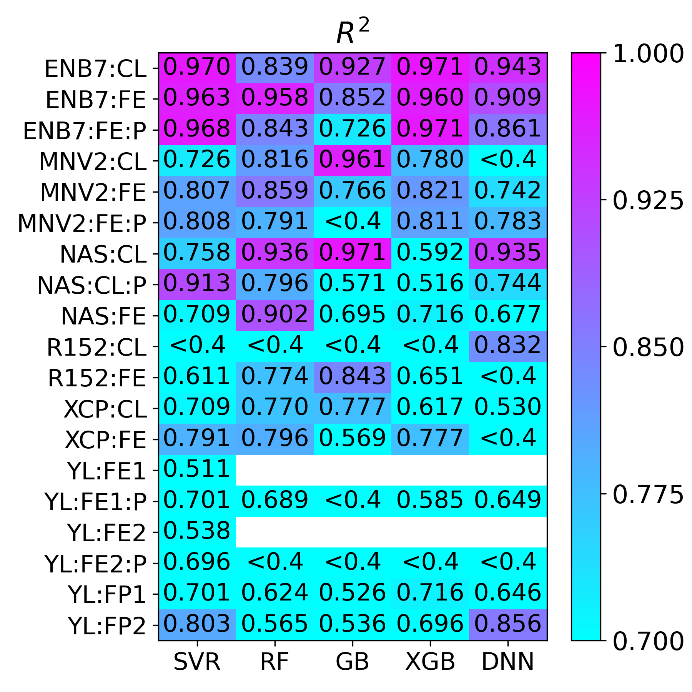 R²
ENB7:CL 0.970 0.839 0.927 0.971 0.943
ENB7:FE 0.963 0.958 0.852 0.960 0.909
ENB7:FE:P 0.968 0.843 0.726 0.971 0.861
MNV2:CL 0.726 0.816 0.961 0.780 <0.4
MNV2:FE 0.807 0.859 0.766 0.821 0.742
MNV2:FE:P 0.808 0.791 <0.4 0.811 0.783
NAS:CL 0.758 0.936 0.971 0.592 0.935
NAS:CL:P 0.913 0.796 0.571 0.516 0.744
NAS:FE 0.709 0.902 0.695 0.716 0.677
R152:CL <0.4 <0.4 <0.4 <0.4 0.832
R152:FE 0.611 0.774 0.843 0.651 <0.4
XCP:CL 0.709 0.770 0.777 0.617 0.530
XCP:FE 0.791 0.796 0.569 0.777 <0.4
YL:FE1 0.511
YL:FE1:P 0.701 0.689 <0.4 0.585 0.649
YL:FE2 0.538
YL:FE2:P 0.696 <0.4 <0.4 <0.4 <0.4
YL:FP1 0.701 0.624 0.526 0.716 0.646
YL:FP2 0.803 0.565 0.536 0.696 0.856
SVR RF GB XGB DNN
1.000
0.925
0.850
0.775
0.700